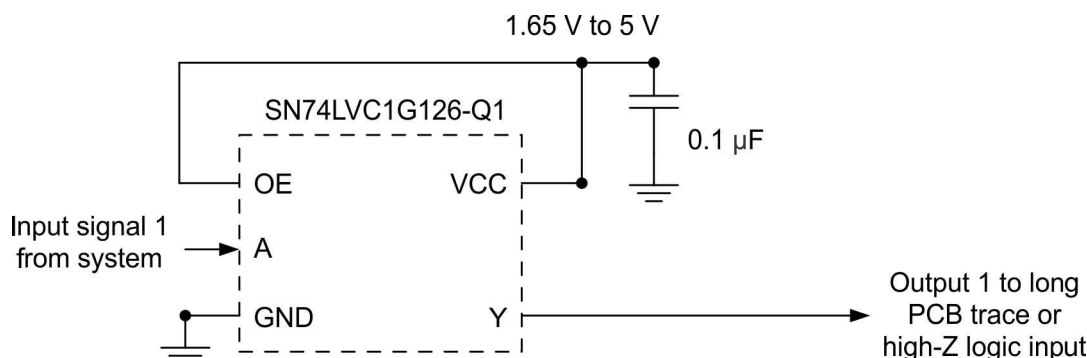 1.65 V to 5 V
SN74LVC1G126-Q1
0.1 µF
OE
VCC
Input signal 1
from system
A
GND
Y
Output 1 to long
PCB trace or
high-Z logic input